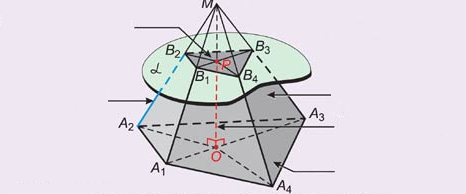 M
B₂ B₃
P
α B₁ B₄
A₂ A₃
O
A₁
A₄